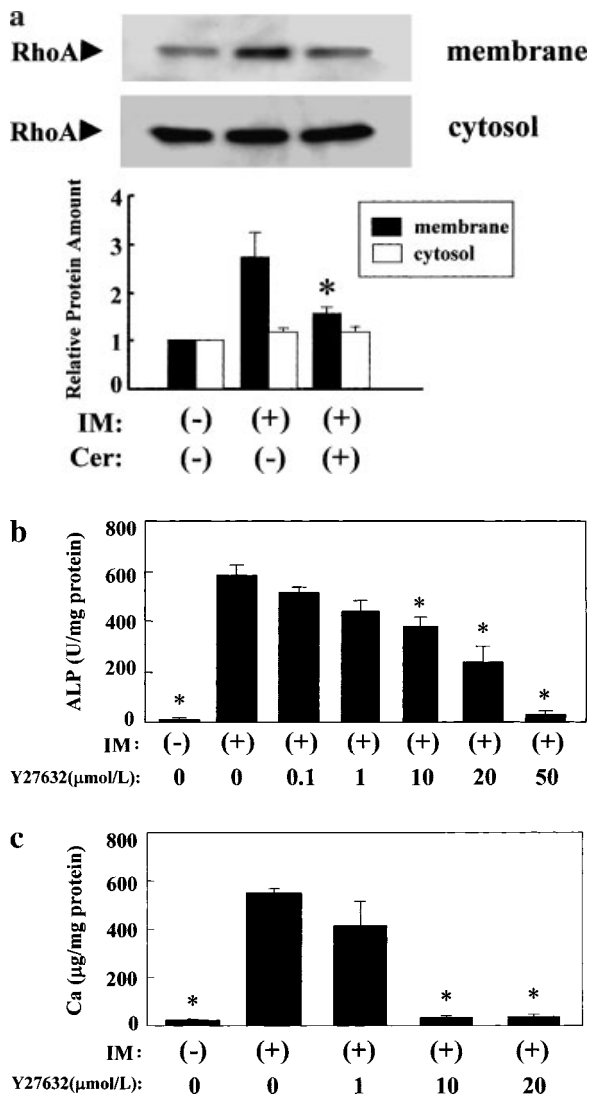 a
RhoA▶ membrane
RhoA▶ cytosol
Relative Protein Amount
4
3
2
1
0
membrane
cytosol
*
IM: (-) (+) (+)
Cer: (-) (-) (+)
b
ALP (U/mg protein)
800
600
400
200
0
* * * *
IM: (-) (+) (+) (+) (+) (+) (+)
Y27632(μmol/L): 0 0 0.1 1 10 20 50
c
Ca (μg/mg protein)
800
600
400
200
0
* * *
IM: (-) (+) (+) (+) (+)
Y27632(μmol/L): 0 0 1 10 20